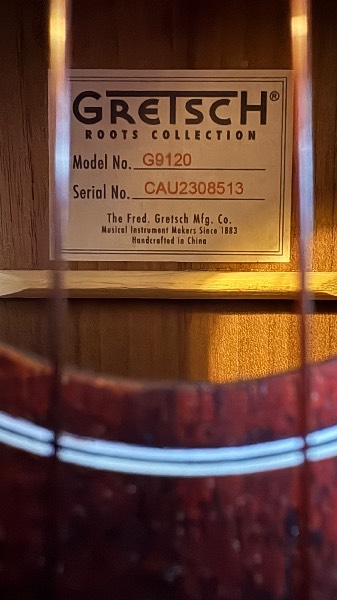 GRETSCH®
ROOTS COLLECTION
Model No. G9120
Serial No. CAU2308513
The Fred. Gretsch Mfg. Co.
Musical Instrument Makers Since 1883
Handcrafted in China